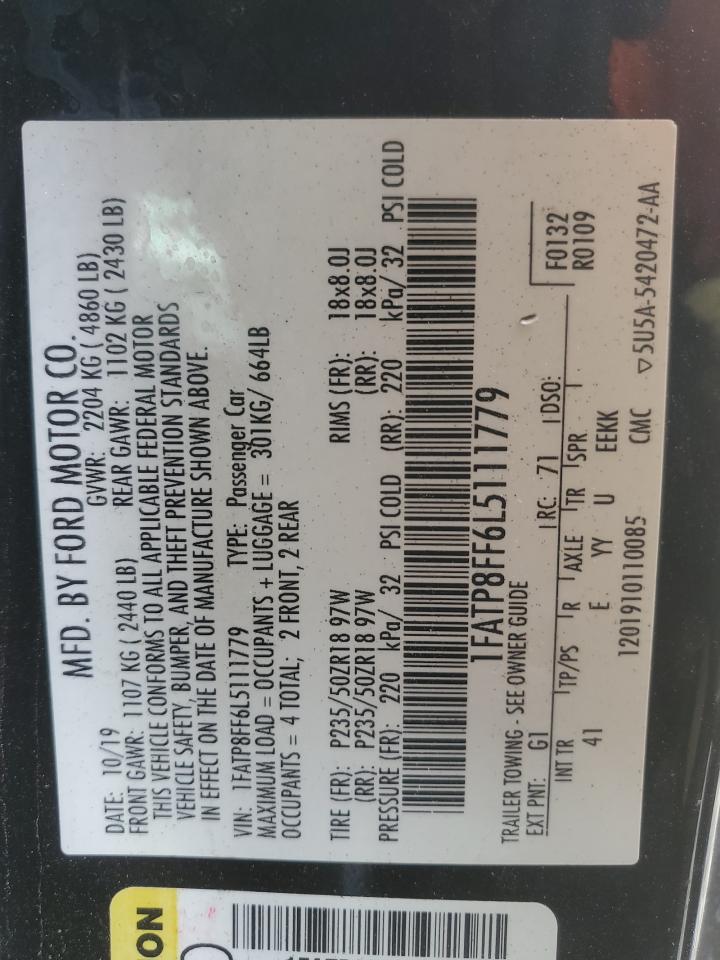 MFD. BY FORD MOTOR CO.
DATE: 10/19 GVWR: 2204 KG ( 4860 LB)
FRONT GAWR: 1107 KG ( 2440 LB) REAR GAWR: 1102 KG ( 2430 LB)
THIS VEHICLE CONFORMS TO ALL APPLICABLE FEDERAL MOTOR
VEHICLE SAFETY, BUMPER, AND THEFT PREVENTION STANDARDS
IN EFFECT ON THE DATE OF MANUFACTURE SHOWN ABOVE.
VIN: 1FATP8FF6L5111779 TYPE: Passenger Car
MAXIMUM LOAD = OCCUPANTS + LUGGAGE = 301KG/ 664LB
OCCUPANTS = 4 TOTAL; 2 FRONT, 2 REAR
TIRE (FR): P235/50ZR18 97W RIMS (FR): 18x8.0J
(RR): P235/50ZR18 97W (RR): 18x8.0J
PRESSURE (FR): 220 kPa/ 32 PSI COLD (RR): 220 kPa/ 32 PSI COLD
1FATP8FF6L5111779
TRAILER TOWING - SEE OWNER GUIDE
EXT PNT: G1 RC: 71 DSO: F0132
R0109
INT TR TP/PS R AXLE TR SPR
41 E YY U EEKK
1201910110085 CMC ▽5U5A-5420472-AA
ON